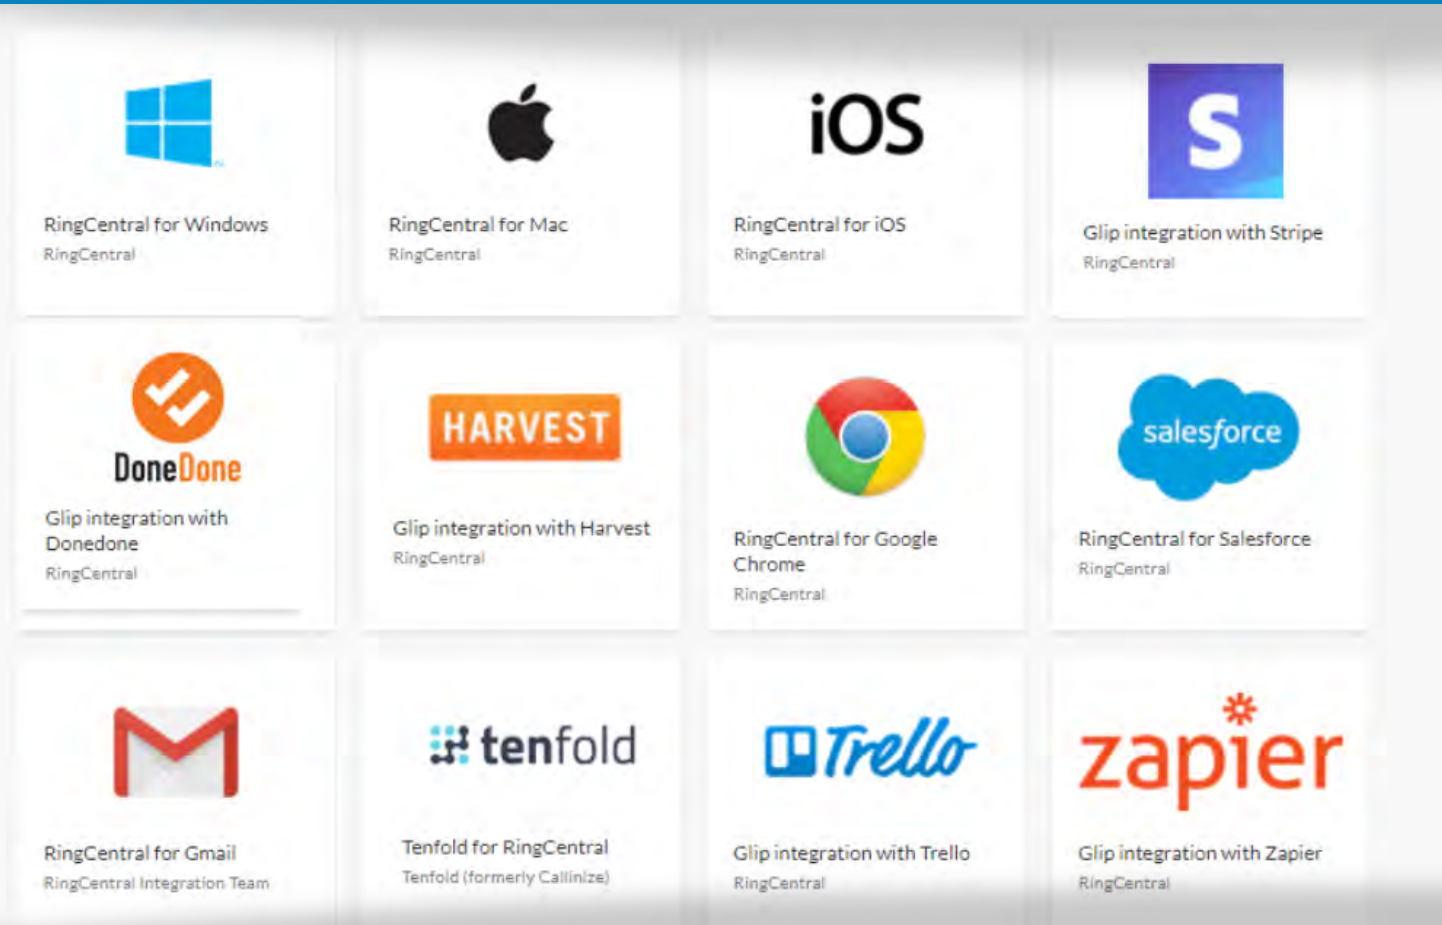 iOS
S
RingCentral for Windows
RingCentral
RingCentral for Mac
RingCentral
RingCentral for iOS
RingCentral
Glip integration with Stripe
RingCentral
DoneDone
Glip integration with
Donedone
RingCentral
HARVEST
Glip integration with Harvest
RingCentral
RingCentral for Google
Chrome
RingCentral
salesforce
RingCentral for Salesforce
RingCentral
RingCentral for Gmail
RingCentral Integration Team
tenfold
Tenfold for RingCentral
Tenfold (formerly Callinize)
Trello
Glip integration with Trello
RingCentral
zapier
Glip integration with Zapier
RingCentral